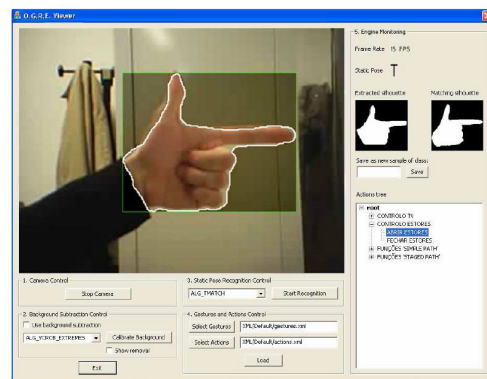 O.G.R.E. Viewer
5. Engine Monitoring
Frame Rate 15 FPS
Static Pose
Extracted silhouette
Matching silhouette
Save as new sample of class:
Save
Actions tree
root
CONTROLO TV
CONTROLO ESTORES
ABRIR ESTORES
FECHAR ESTORES
FUNÇÕES 'SIMPLE PATH'
FUNÇÕES 'STAGED PATH'
1. Camera Control
Stop Camera
3. Static Pose Recognition Control
ALG_TMATCH
Start Recognition
2. Background Subtraction Control
Use background subtraction
ALG_YCRCB_EXTREMES
Calibrate Background
Show removal
4. Gestures and Actions Control
Select Gestures
XML/Default/gestures.xml
Select Actions
XML/Default/actions.xml
Load
Exit